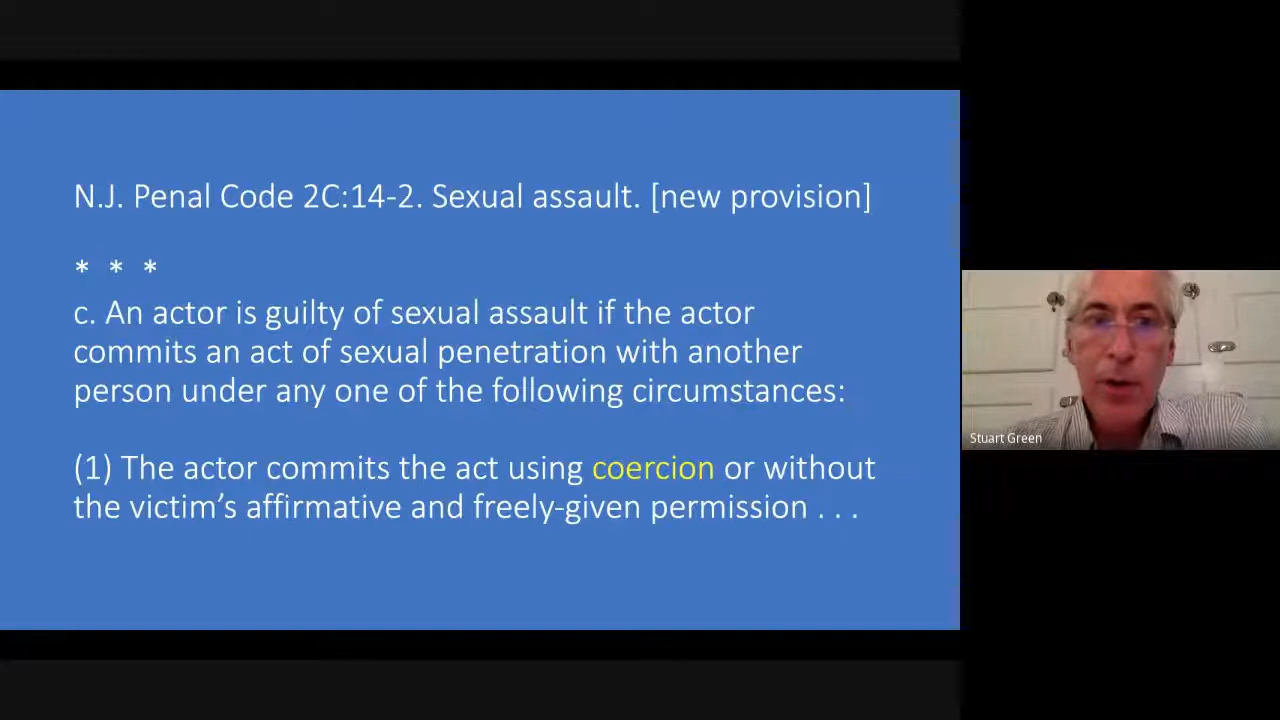 N.J. Penal Code 2C:14-2. Sexual assault. [new provision]
* * *
c. An actor is guilty of sexual assault if the actor
commits an act of sexual penetration with another
person under any one of the following circumstances:
(1) The actor commits the act using coercion or without
the victim’s affirmative and freely-given permission . . .
Stuart Green